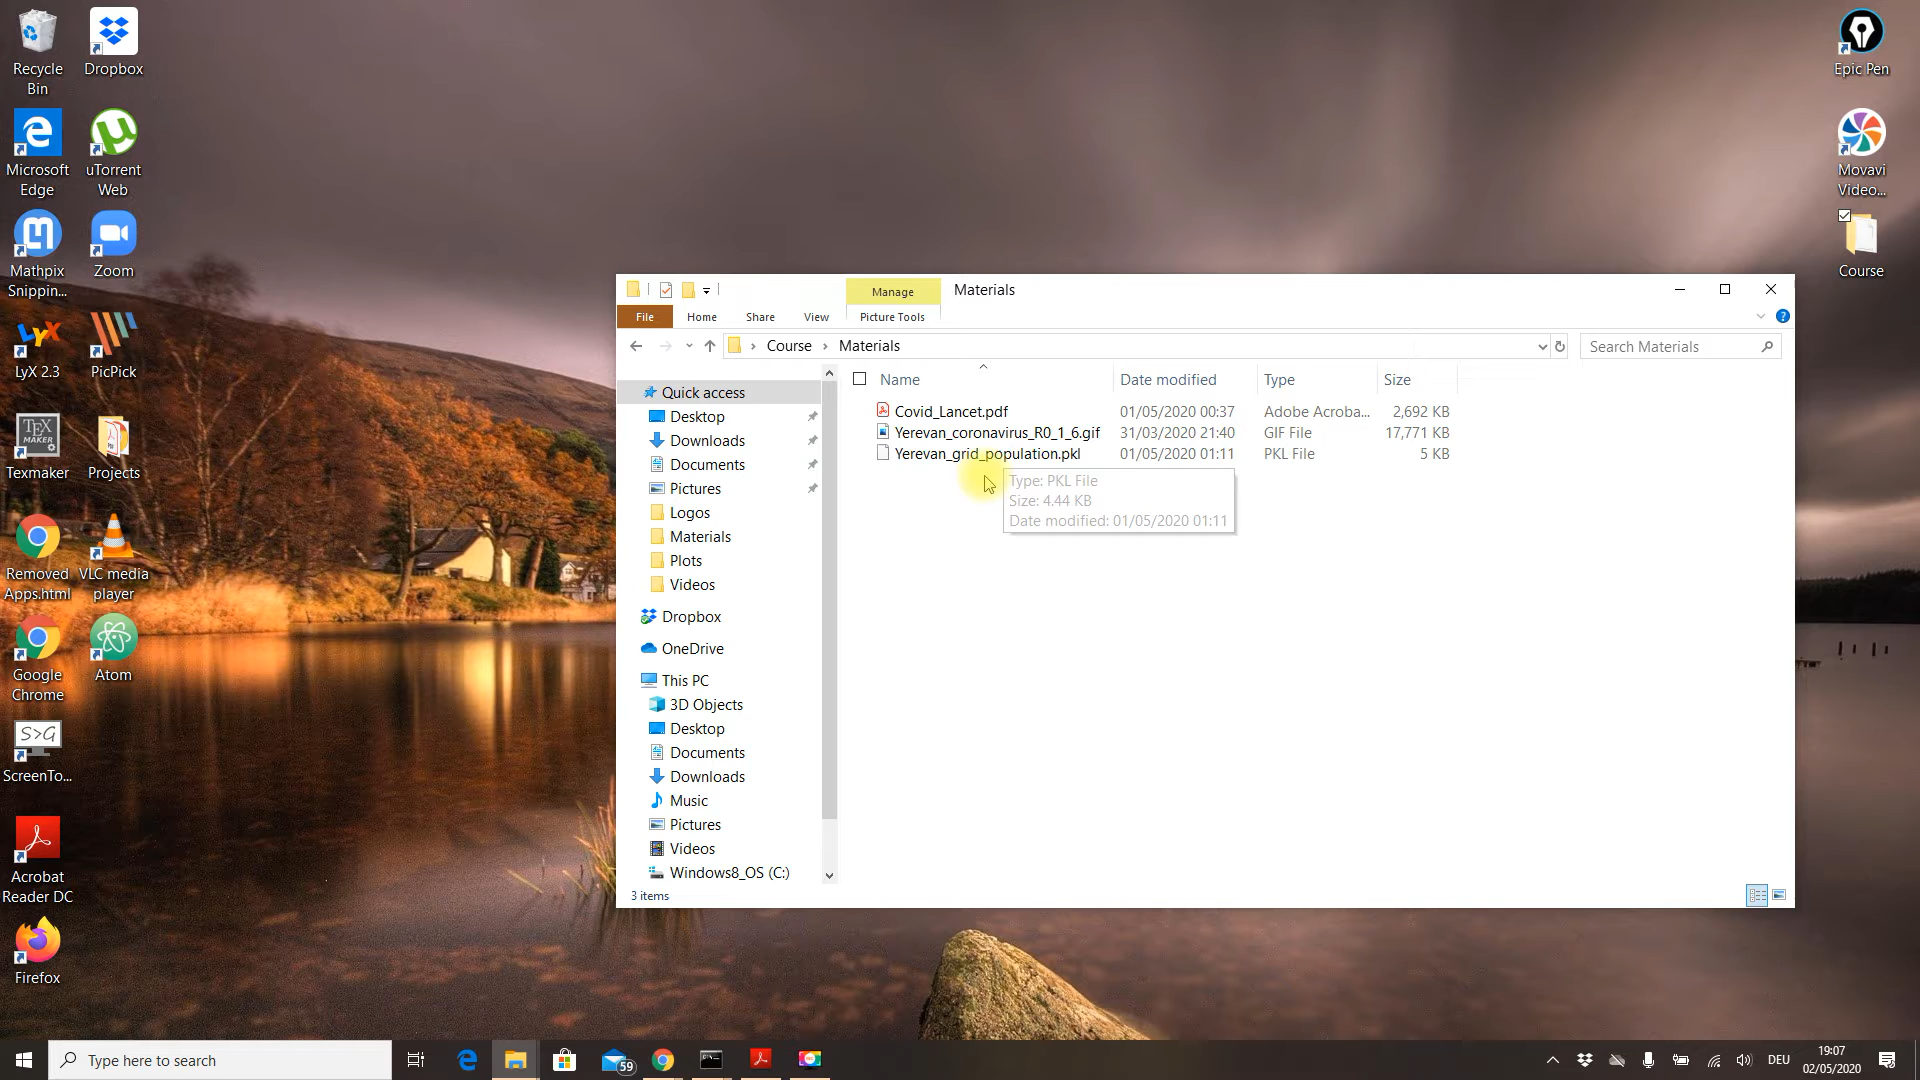 Recycle
Bin
Dropbox
Microsoft
Edge
uTorrent
Web
Mathpix
Snippin...
Zoom
LyX 2.3
PicPick
TEX
MAKER
Texmaker
Projects
Removed
Apps.html
VLC media
player
Google
Chrome
Atom
S>G
ScreenTo...
Acrobat
Reader DC
Firefox
Epic Pen
Movavi
Video...
Course
Manage
Materials
File
Home
Share
View
Picture Tools
Course
Materials
Search Materials
Quick access
Desktop
Downloads
Documents
Pictures
Logos
Materials
Plots
Videos
Dropbox
OneDrive
This PC
3D Objects
Desktop
Documents
Downloads
Music
Pictures
Videos
Windows8_OS (C:)
Name Date modified Type Size
Covid_Lancet.pdf 01/05/2020 00:37 Adobe Acroba... 2,692 KB
Yerevan_coronavirus_R0_1_6.gif 31/03/2020 21:40 GIF File 17,771 KB
Yerevan_grid_population.pkl 01/05/2020 01:11 PKL File 5 KB
Type: PKL File
Size: 4.44 KB
Date modified: 01/05/2020 01:11
3 items
Type here to search
59
DEU
19:07
02/05/2020